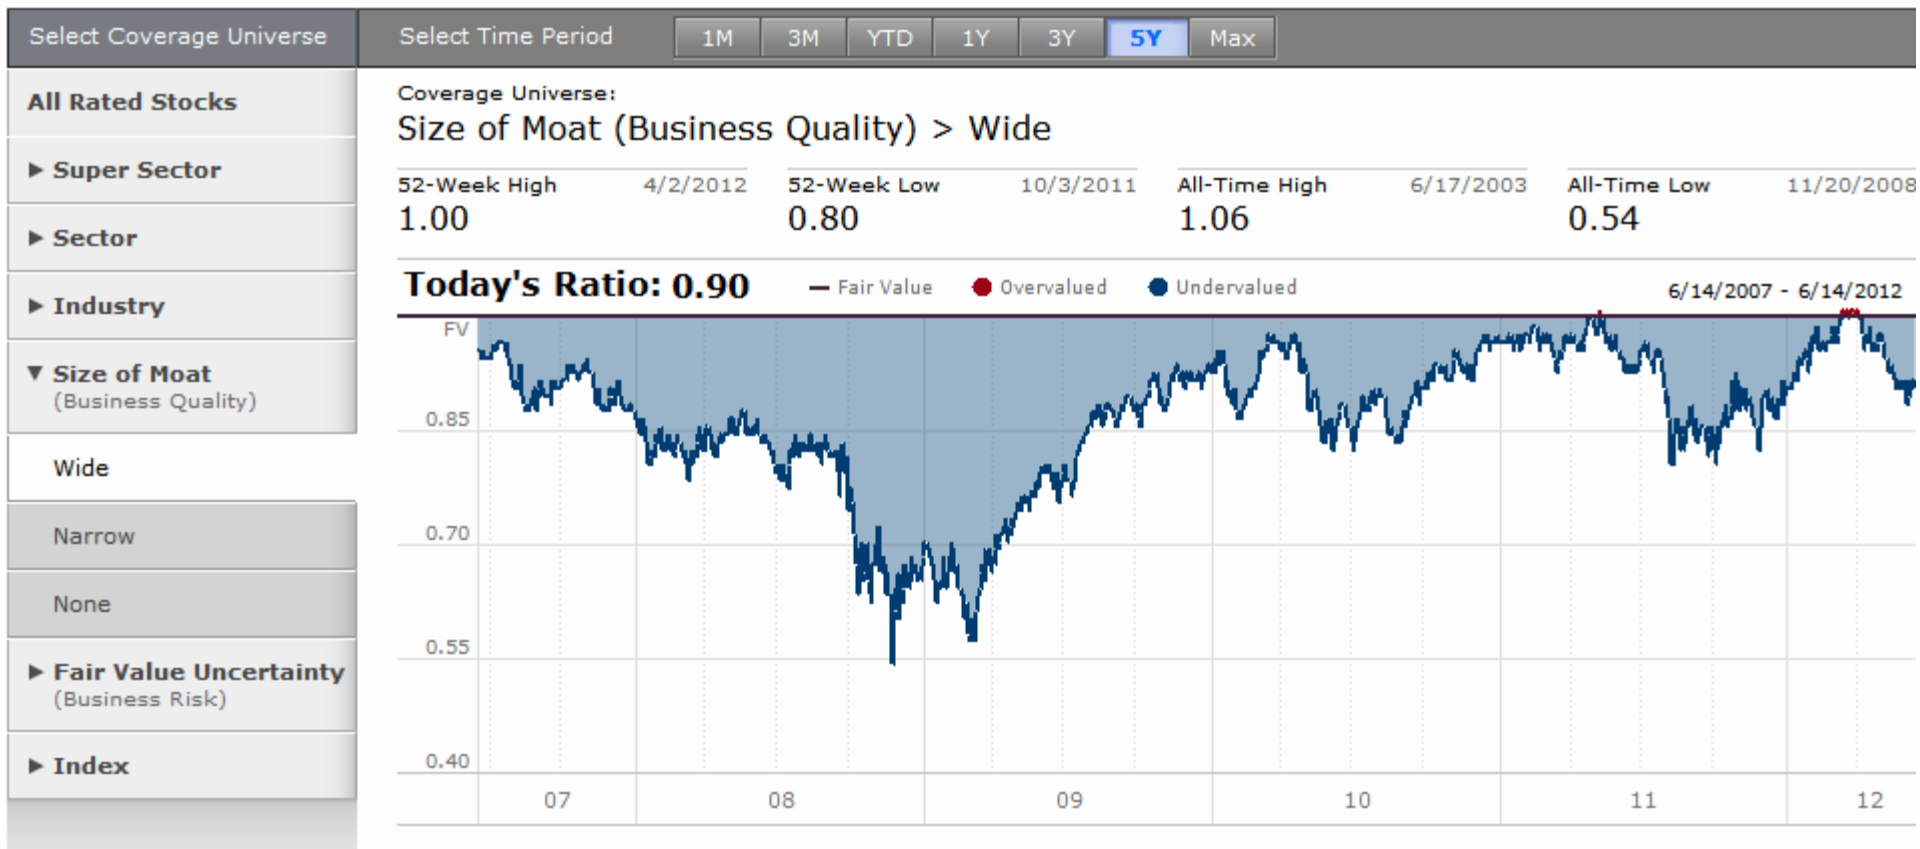 Select Coverage Universe
Select Time Period 1M 3M YTD 1Y 3Y 5Y Max
All Rated Stocks
Super Sector
Sector
Industry
Size of Moat
(Business Quality)
Wide
Narrow
None
Fair Value Uncertainty
(Business Risk)
Index
Coverage Universe:
Size of Moat (Business Quality) > Wide
52-Week High 4/2/2012
1.00
52-Week Low 10/3/2011
0.80
All-Time High 6/17/2003
1.06
All-Time Low 11/20/2008
0.54
Today's Ratio: 0.90
Fair Value Overvalued Undervalued
6/14/2007 - 6/14/2012
FV
0.85
0.70
0.55
0.40
07 08 09 10 11 12